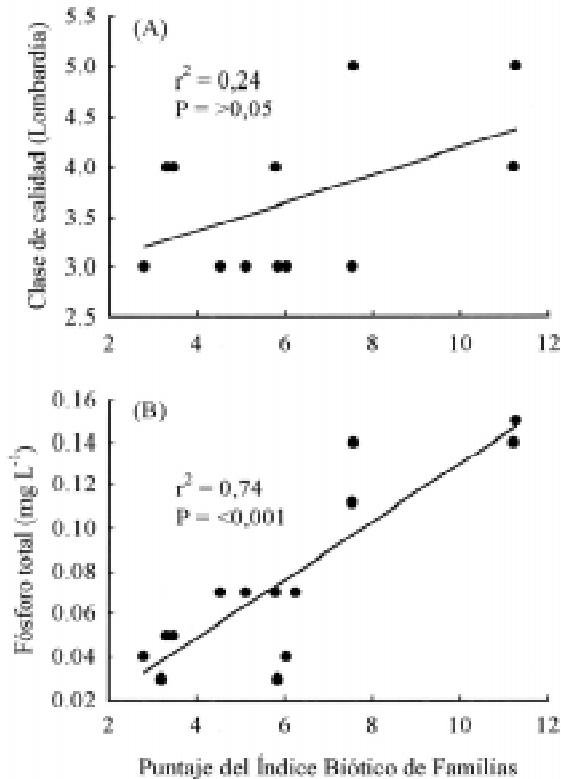 (A)
r² = 0,24
P = >0,05
Clase de calidad (Lombardia)
5.5
5.0
4.5
4.0
3.5
3.0
2.5
2 4 6 8 10 12
(B)
r² = 0,74
P = <0,001
Fósforo total (mg L⁻¹)
0.16
0.14
0.12
0.10
0.08
0.06
0.04
0.02
2 4 6 8 10 12
Puntaje del Índice Biótico de Familias